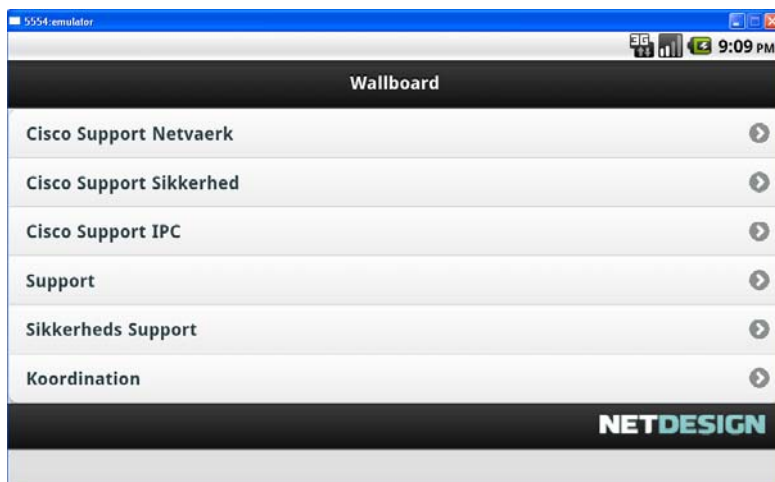 5554:emulator
3G 9:09 PM
Wallboard
Cisco Support Netvaerk
Cisco Support Sikkerhed
Cisco Support IPC
Support
Sikkerheds Support
Koordination
NETDESIGN